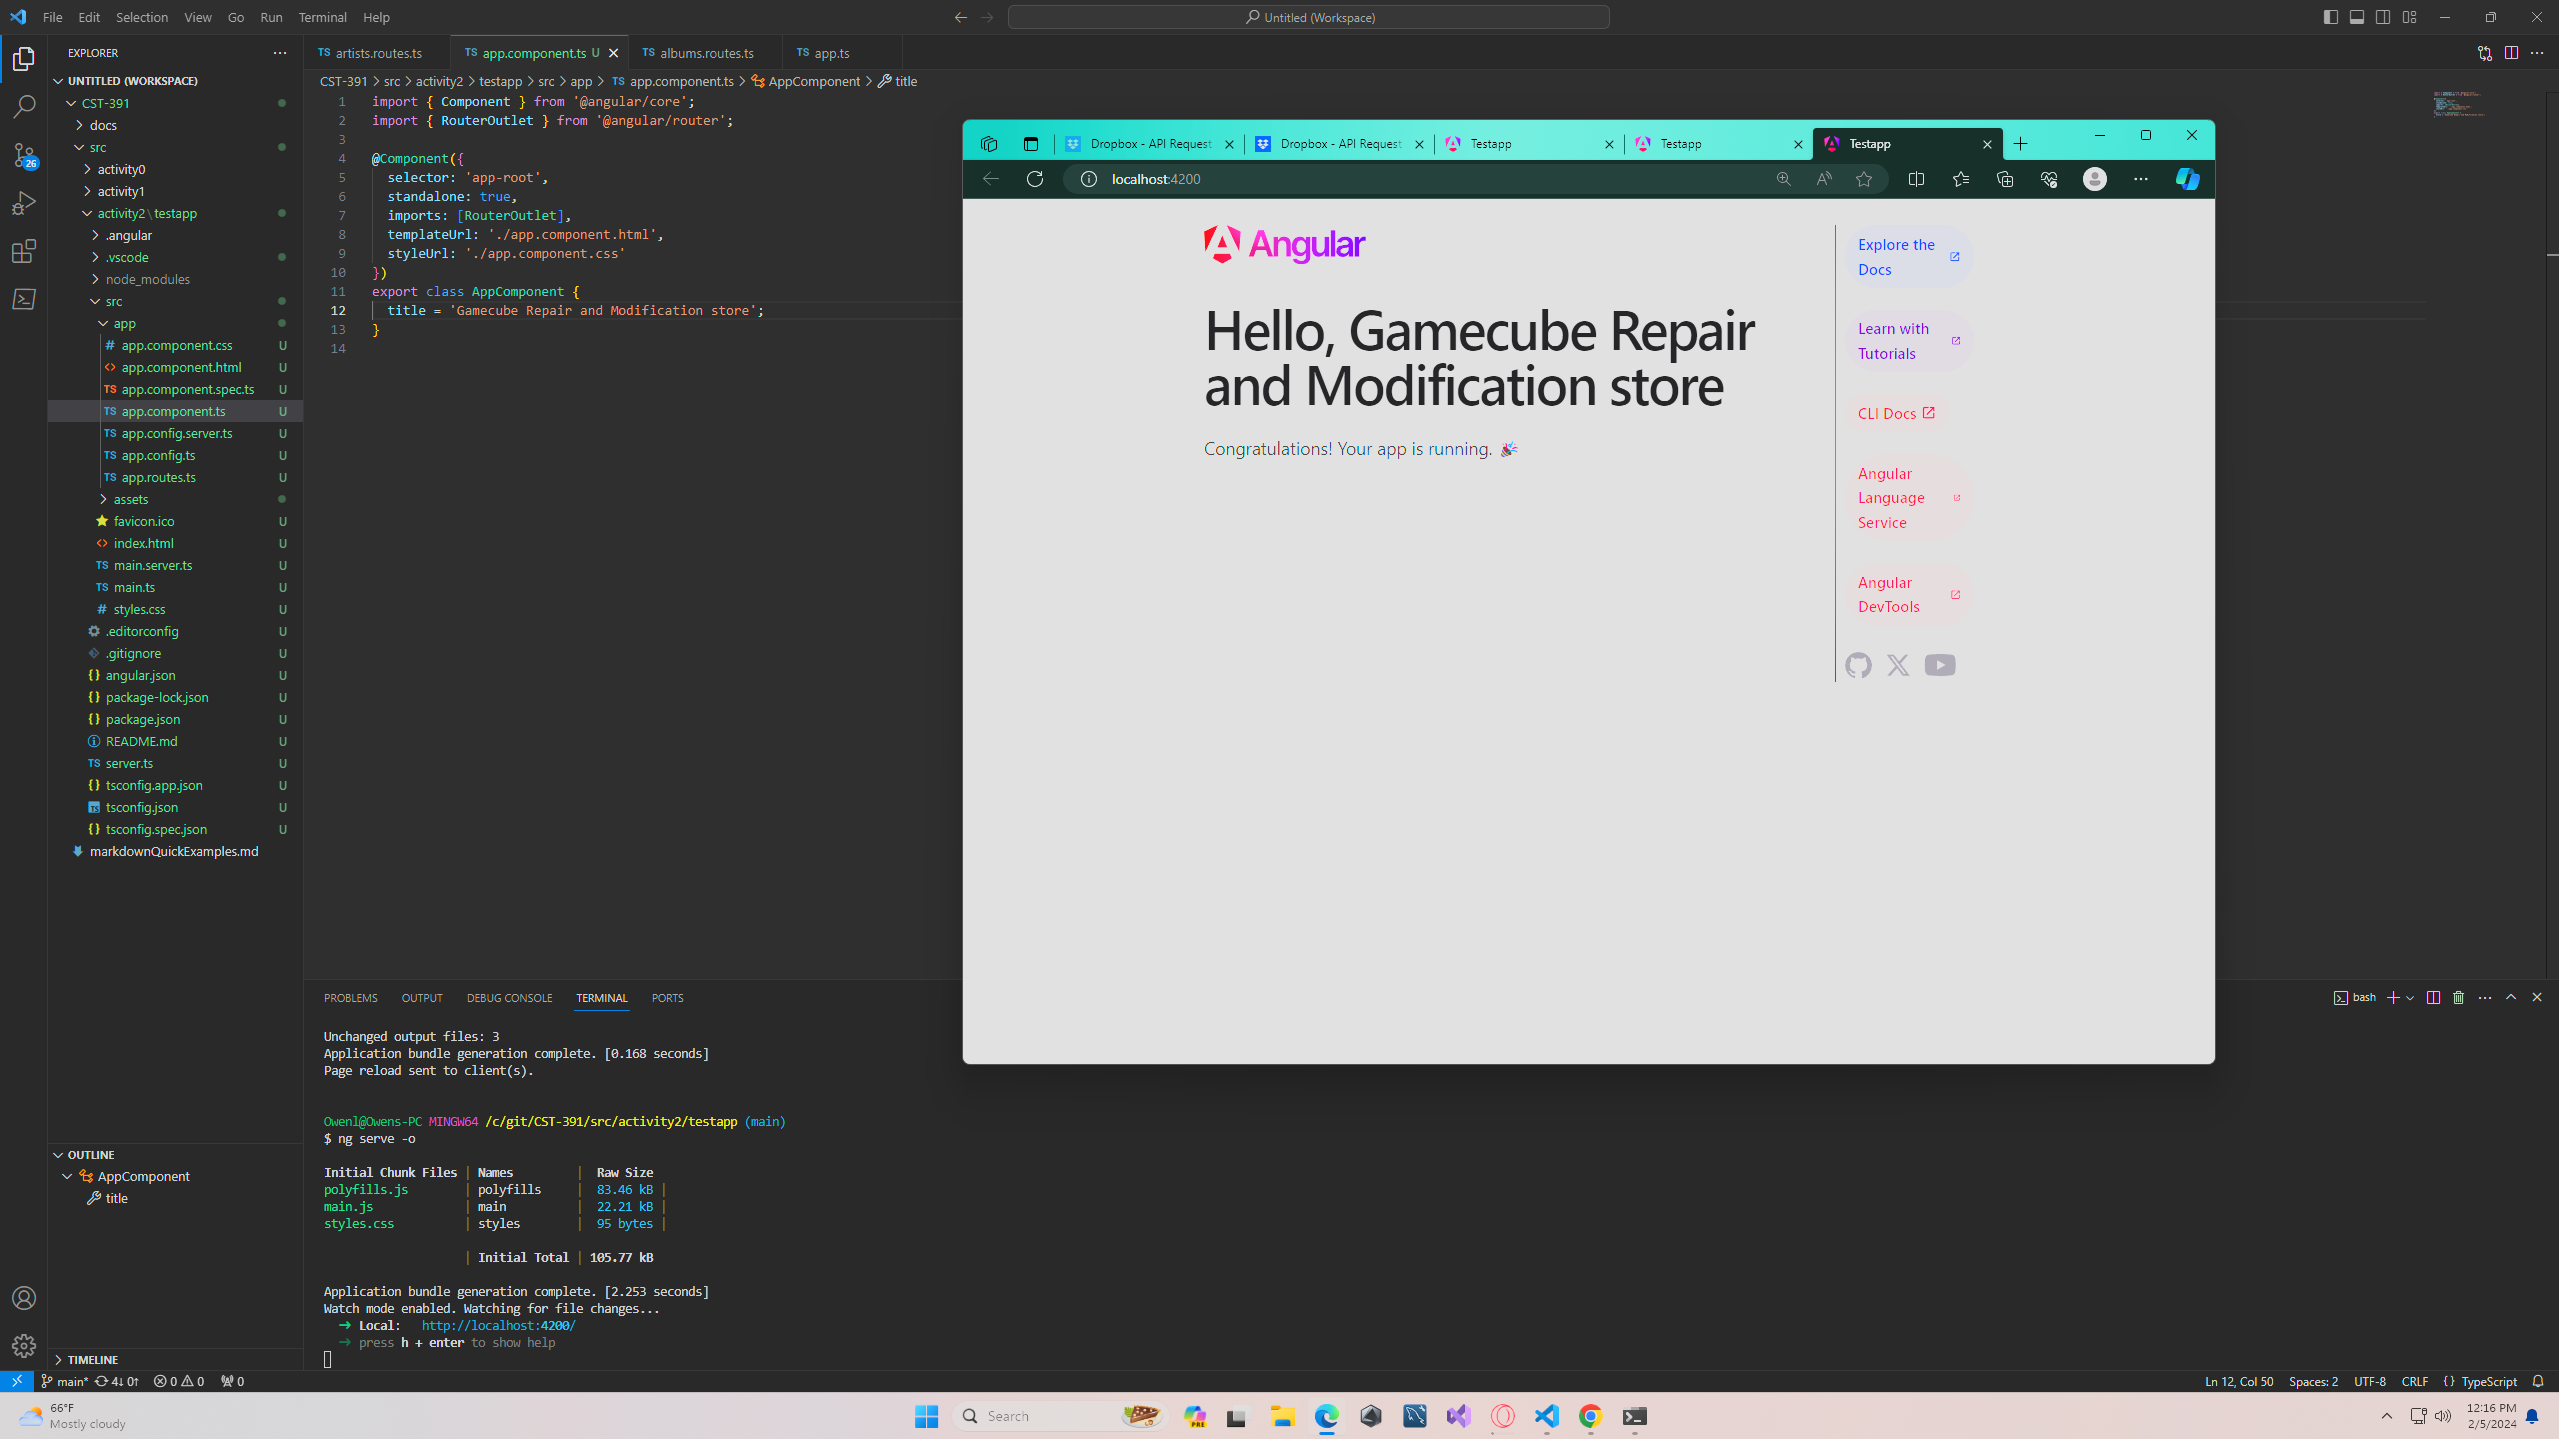 File Edit Selection View Go Run Terminal Help
Untitled (Workspace)
EXPLORER
UNTITLED (WORKSPACE)
CST-391
docs
src
activity0
activity1
activity2\testapp
.angular
.vscode
node_modules
src
app
app.component.css U
app.component.html U
app.component.spec.ts U
app.component.ts U
app.config.server.ts U
app.config.ts U
app.routes.ts U
assets
favicon.ico U
index.html U
main.server.ts U
main.ts U
styles.css U
.editorconfig U
.gitignore U
angular.json U
package-lock.json U
package.json U
README.md U
server.ts U
tsconfig.app.json U
tsconfig.json U
tsconfig.spec.json U
markdownQuickExamples.md
26
OUTLINE
AppComponent
title
TIMELINE
TS artists.routes.ts TS app.component.ts U TS albums.routes.ts TS app.ts
CST-391 > src > activity2 > testapp > src > app > TS app.component.ts > AppComponent > title
1 import { Component } from '@angular/core';
2 import { RouterOutlet } from '@angular/router';
3
4 @Component({
5 selector: 'app-root',
6 standalone: true,
7 imports: [RouterOutlet],
8 templateUrl: './app.component.html',
9 styleUrl: './app.component.css'
10 })
11 export class AppComponent {
12 title = 'Gamecube Repair and Modification store';
13 }
14
Dropbox - API Request Dropbox - API Request Testapp Testapp Testapp
localhost:4200
Angular
Hello, Gamecube Repair
and Modification store
Congratulations! Your app is running. 🎉
Explore the
Docs
Learn with
Tutorials
CLI Docs
Angular
Language
Service
Angular
DevTools
PROBLEMS OUTPUT DEBUG CONSOLE TERMINAL PORTS
bash
Unchanged output files: 3
Application bundle generation complete. [0.168 seconds]
Page reload sent to client(s).
Owenl@Owens-PC MINGW64 /c/git/CST-391/src/activity2/testapp (main)
$ ng serve -o
Initial Chunk Files | Names | Raw Size
polyfills.js | polyfills | 83.46 kB |
main.js | main | 22.21 kB |
styles.css | styles | 95 bytes |
| Initial Total | 105.77 kB
Application bundle generation complete. [2.253 seconds]
Watch mode enabled. Watching for file changes...
➜ Local: http://localhost:4200/
➜ press h + enter to show help
main* 4↓ 0↑ 0 0 0
Ln 12, Col 50 Spaces: 2 UTF-8 CRLF {} TypeScript
66°F
Mostly cloudy
Search
PRE
12:16 PM
2/5/2024